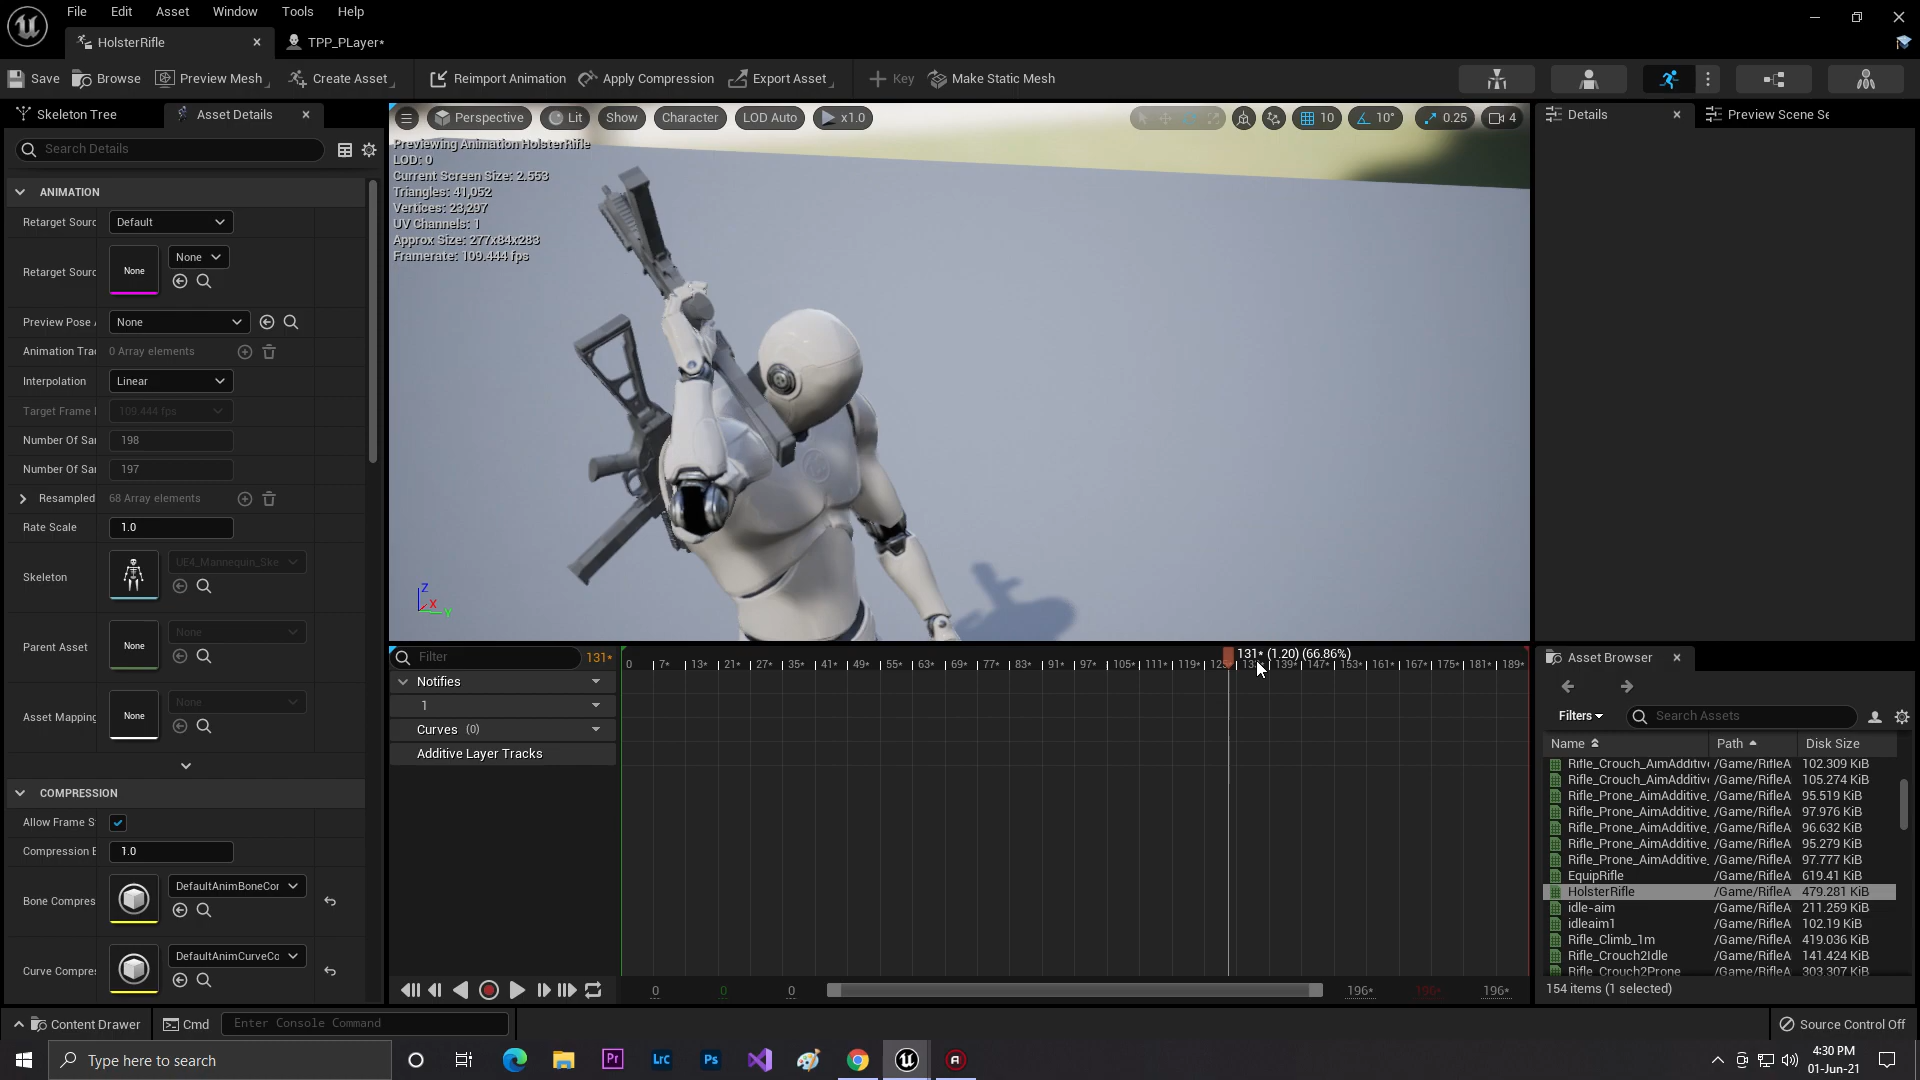 File Edit Asset Window Tools Help
HolsterRifle TPP_PLayer*
Save Browse Preview Mesh Create Asset Reimport Animation Apply Compression Export Asset Key Make Static Mesh
Skeleton Tree Asset Details
Search Details
ANIMATION
Retarget Sourc Default
Retarget Sourc None None
Preview Pose A None
Animation Trac 0 Array elements
Interpolation Linear
Target Frame 109.444 fps
Number Of Sar 198
Number Of Sar 197
Resampled 68 Array elements
Rate Scale 1.0
Skeleton UE4_Mannequin_Ske
Parent Asset None None
Asset Mapping None None
COMPRESSION
Allow Frame S
Compression E 1.0
Bone Compres DefaultAnimBoneCor
Curve Compres DefaultAnimCurveCo
Perspective Lit Show Character LOD Auto x1.0 10 10° 0.25 4
Previewing Animation HolsterRifle
LOD: 0
Current Screen Size: 2.553
Triangles: 41,052
Vertices: 23,297
UV Channels: 1
Approx Size: 277x84x283
Framerate: 109.444 fps
Z
X
Y
Filter 131*
131* (1.20) (66.86%)
0 7* 13* 21* 27* 35* 41* 49* 55* 63* 69* 77* 83* 91* 97* 105* 111* 119* 125* 139* 147* 153* 161* 167* 175* 181* 189*
Notifies
1
Curves (0)
Additive Layer Tracks
0 0 0 196* 196* 196*
Details Preview Scene Se
Asset Browser
Filters Search Assets
Name Path Disk Size
Rifle_Crouch_AimAdditiv /Game/RifleA 102.309 KiB
Rifle_Crouch_AimAdditiv /Game/RifleA 105.274 KiB
Rifle_Prone_AimAdditive_ /Game/RifleA 95.519 KiB
Rifle_Prone_AimAdditive_ /Game/RifleA 97.976 KiB
Rifle_Prone_AimAdditive_ /Game/RifleA 96.632 KiB
Rifle_Prone_AimAdditive_ /Game/RifleA 95.279 KiB
Rifle_Prone_AimAdditive_ /Game/RifleA 97.777 KiB
EquipRifle /Game/RifleA 619.41 KiB
HolsterRifle /Game/RifleA 479.281 KiB
idle-aim /Game/RifleA 211.259 KiB
idleaim1 /Game/RifleA 102.19 KiB
Rifle_Climb_1m /Game/RifleA 419.036 KiB
Rifle_Crouch2Idle /Game/RifleA 141.424 KiB
Rifle_Crouch2Prone /Game/RifleA 303.307 KiB
154 items (1 selected)
Content Drawer Cmd Enter Console Command Source Control Off
Type here to search Pr Lrc Ps 4:30 PM
01-Jun-21